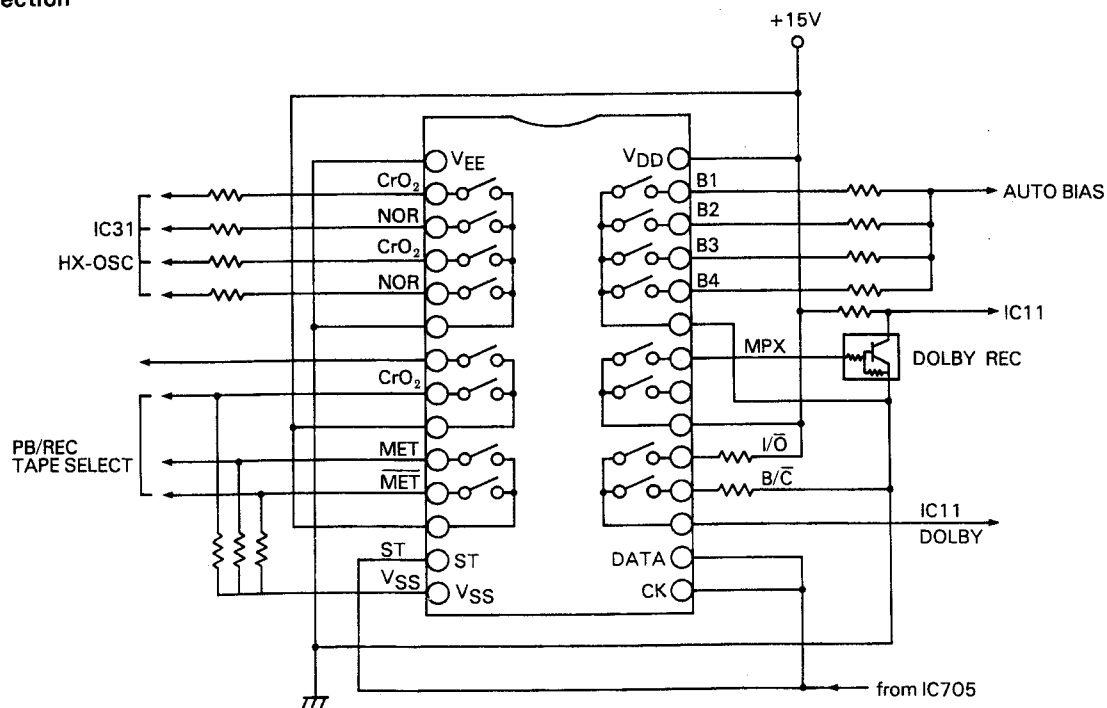 ection
+15V
VEE
VDD
CrO₂
B1
AUTO BIAS
NOR
B2
IC31
CrO₂
B3
HX-OSC
NOR
B4
IC11
MPX
DOLBY REC
CrO₂
PB/REC
TAPE SELECT
MET
I/O̅
M̅E̅T̅
B/C̅
IC11
DOLBY
ST
ST
DATA
VSS
VSS
CK
from IC705